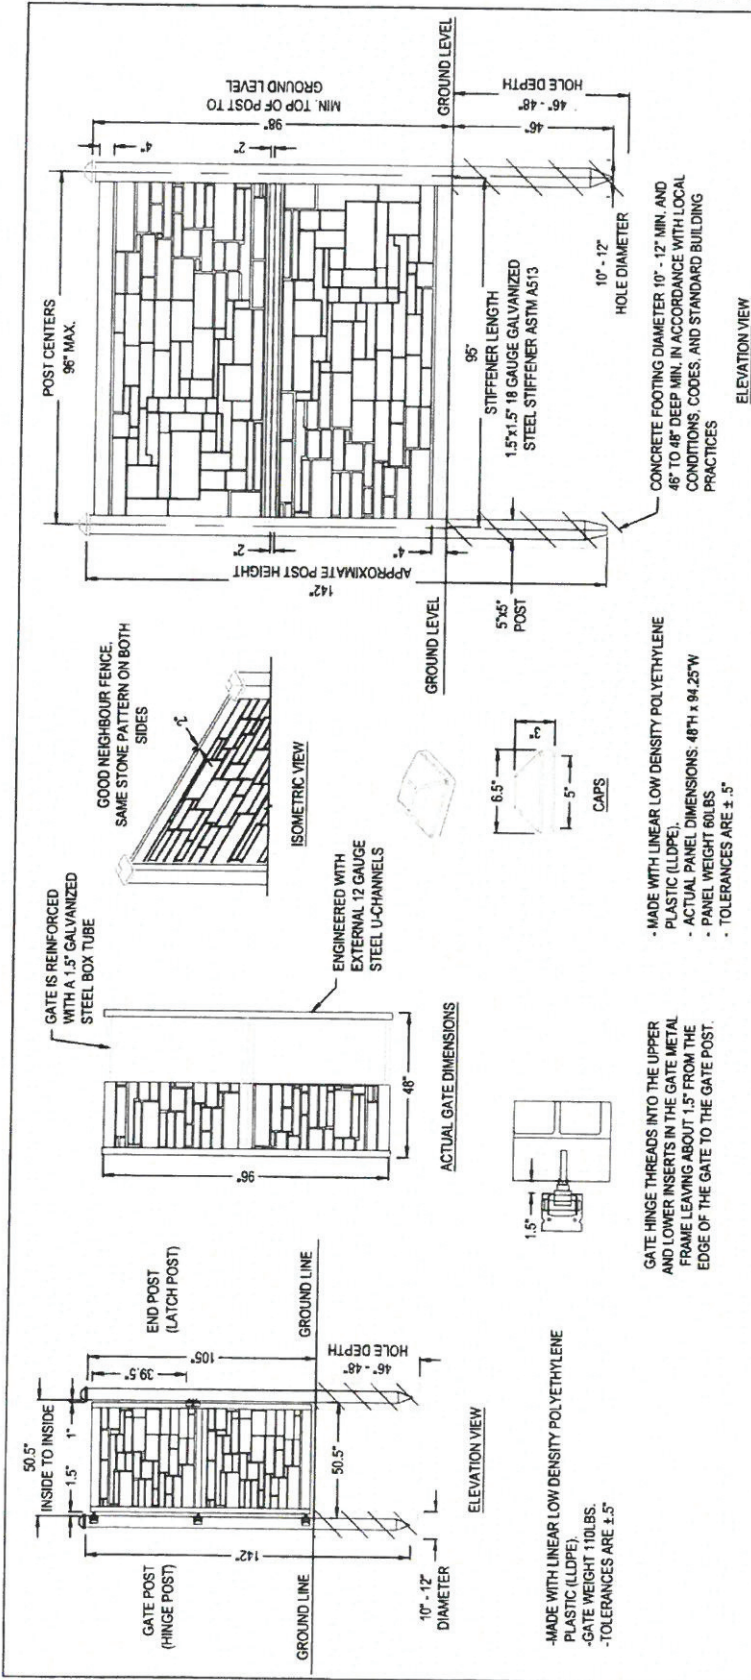 50.5"
INSIDE TO INSIDE
1.5"
1"
GATE POST
(HINGE POST)
END POST
(LATCH POST)
142"
105"
39.5"
50.5"
GROUND LINE
GROUND LINE
46" - 48"
HOLE DEPTH
10" - 12"
DIAMETER
ELEVATION VIEW
-MADE WITH LINEAR LOW DENSITY POLYETHYLENE
PLASTIC (LLDPE).
-GATE WEIGHT 110LBS.
-TOLERANCES ARE ±.5"
GATE IS REINFORCED
WITH A 1.5" GALVANIZED
STEEL BOX TUBE
96"
48"
ENGINEERED WITH
EXTERNAL 12 GAUGE
STEEL U-CHANNELS
ACTUAL GATE DIMENSIONS
1.5"
GATE HINGE THREADS INTO THE UPPER
AND LOWER INSERTS IN THE GATE METAL
FRAME LEAVING ABOUT 1.5" FROM THE
EDGE OF THE GATE TO THE GATE POST.
GOOD NEIGHBOUR FENCE,
SAME STONE PATTERN ON BOTH
SIDES
2"
ISOMETRIC VIEW
6.5"
3"
5"
CAPS
- MADE WITH LINEAR LOW DENSITY POLYETHYLENE
PLASTIC (LLDPE).
- ACTUAL PANEL DIMENSIONS: 48"H x 94.25"W
- PANEL WEIGHT 60LBS
- TOLERANCES ARE ± .5"
POST CENTERS
96" MAX.
142"
APPROXIMATE POST HEIGHT
2"
4"
4"
2"
98"
MIN. TOP OF POST TO
GROUND LEVEL
GROUND LEVEL
GROUND LEVEL
46"
46" - 48"
HOLE DEPTH
5"x5"
POST
95"
STIFFENER LENGTH
1.5"x1.5" 18 GAUGE GALVANIZED
STEEL STIFFENER ASTM A513
10" - 12"
HOLE DIAMETER
CONCRETE FOOTING DIAMETER 10" - 12" MIN. AND
46" TO 48" DEEP MIN, IN ACCORDANCE WITH LOCAL
CONDITIONS, CODES, AND STANDARD BUILDING
PRACTICES
ELEVATION VIEW